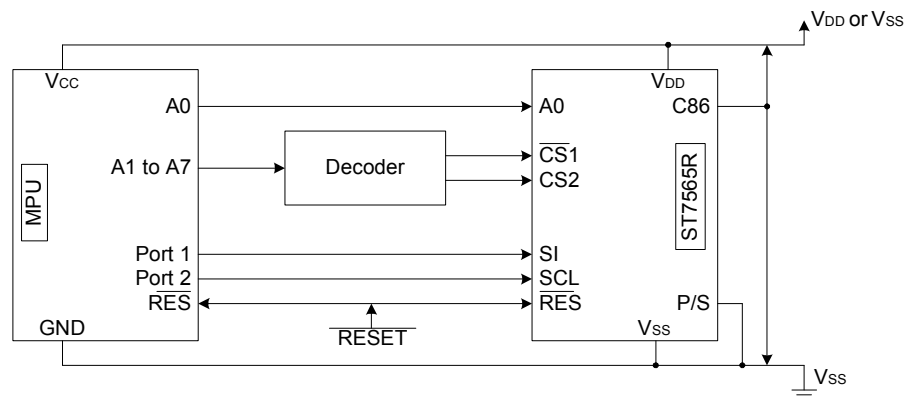 VDD or VSS
VCC
VDD
A0
A0
C86
A1 to A7
Decoder
CS1
CS2
MPU
ST7565R
Port 1
SI
Port 2
SCL
RES
RES
P/S
GND
RESET
VSS
VSS